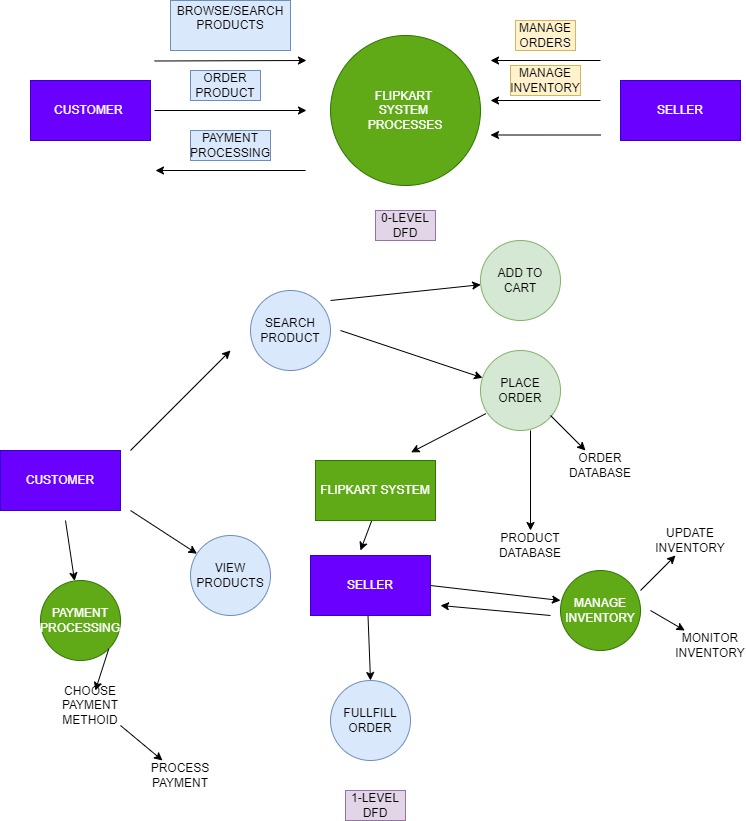 BROWSE/SEARCH
PRODUCTS
MANAGE
ORDERS
ORDER
PRODUCT
MANAGE
INVENTORY
CUSTOMER
FLIPKART
SYSTEM
PROCESSES
SELLER
PAYMENT
PROCESSING
0-LEVEL
DFD
ADD TO
CART
SEARCH
PRODUCT
PLACE
ORDER
CUSTOMER
FLIPKART SYSTEM
ORDER
DATABASE
PRODUCT
DATABASE
UPDATE
INVENTORY
VIEW
PRODUCTS
SELLER
MANAGE
INVENTORY
PAYMENT
PROCESSING
MONITOR
INVENTORY
CHOOSE
PAYMENT
METHOID
FULLFILL
ORDER
PROCESS
PAYMENT
1-LEVEL
DFD